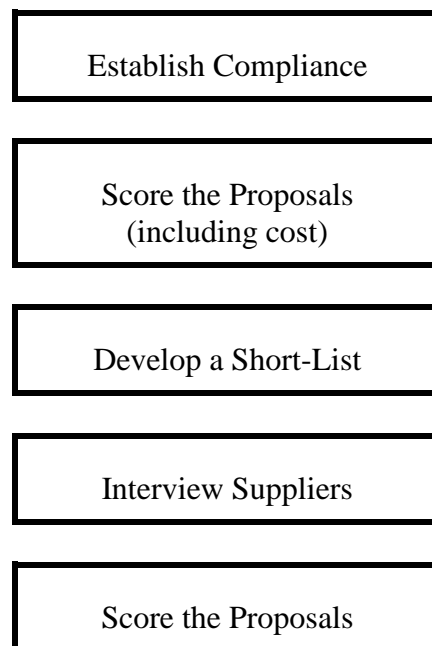 Establish Compliance
Score the Proposals
(including cost)
Develop a Short-List
Interview Suppliers
Score the Proposals